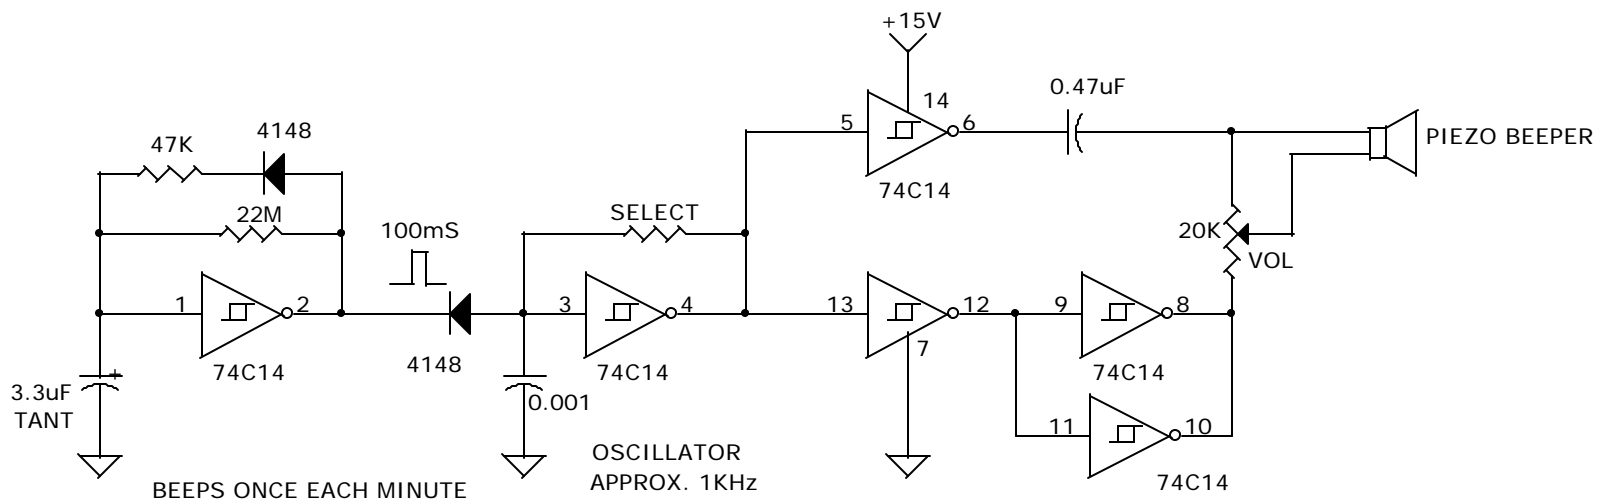 +15V
14
0.47uF
5
6
PIEZO BEEPER
74C14
4148
47K
22M
SELECT
100mS
20K
VOL
1
2
3
4
13
12
9
8
7
74C14
4148
74C14
74C14
3.3uF
TANT
+
0.001
11
10
OSCILLATOR
APPROX. 1KHz
74C14
BEEPS ONCE EACH MINUTE